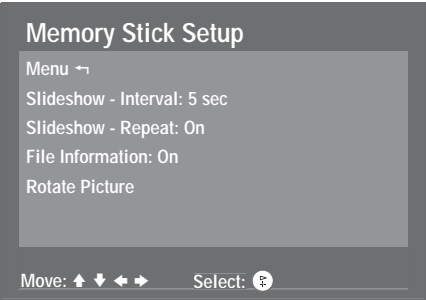 Memory Stick Setup
Menu ↰
Slideshow - Interval: 5 sec
Slideshow - Repeat: On
File Information: On
Rotate Picture
Move: ↑ ↓ ← → Select: